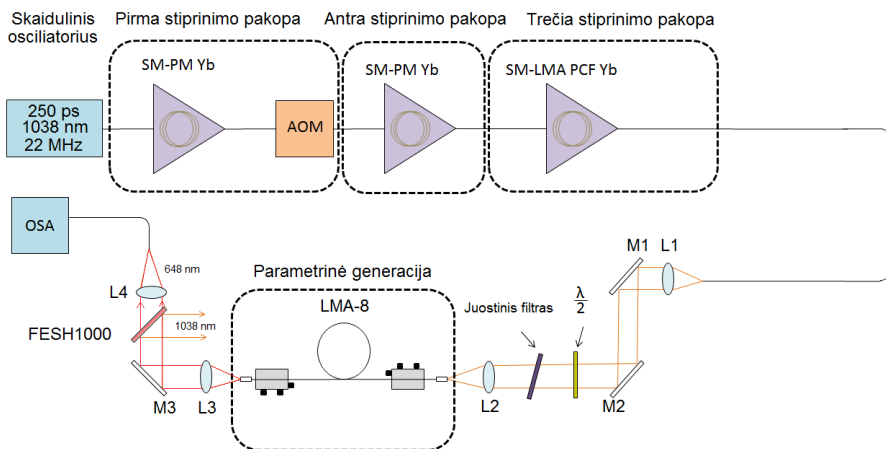 Skaidulinis
osciliatorius
Pirma stiprinimo pakopa
Antra stiprinimo pakopa
Trečia stiprinimo pakopa
250 ps
1038 nm
22 MHz
SM-PM Yb
AOM
SM-PM Yb
SM-LMA PCF Yb
OSA
648 nm
L4
1038 nm
FESH1000
M3
L3
Parametrinė generacija
LMA-8
L2
Juostinis filtras
λ
2
M1
L1
M2